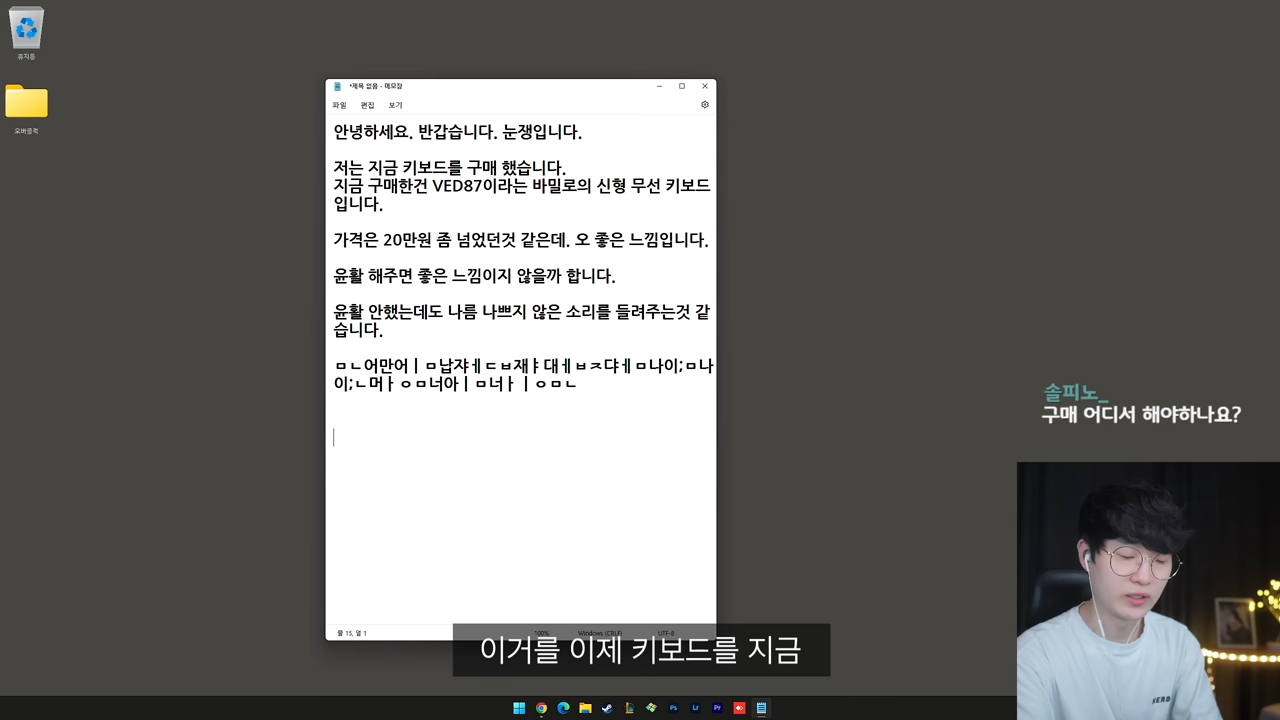 휴지통
오버클럭
*제목 없음 - 메모장
파일 편집 보기
안녕하세요. 반갑습니다. 눈쟁입니다.
저는 지금 키보드를 구매 했습니다.
지금 구매한건 VED87이라는 바밀로의 신형 무선 키보드
입니다.
가격은 20만원 좀 넘었던것 같은데. 오 좋은 느낌입니다.
윤활 해주면 좋은 느낌이지 않을까 합니다.
윤활 안했는데도 나름 나쁘지 않은 소리를 들려주는것 같
습니다.
ㅁㄴ어만어ㅣㅁ납쟈ㅔㄷㅂ재ㅑ대ㅔㅂㅈ댜ㅔㅁ나이;ㅁ나
이;ㄴ머ㅏㅇㅁ너아ㅣㅁ너ㅏㅣㅇㅁㄴ
솔피노_
구매 어디서 해야하나요?
줄 15, 열 1
100%
Windows (CRLF)
UTF-8
이거를 이제 키보드를 지금
Ps
Lr
Pr
HERO